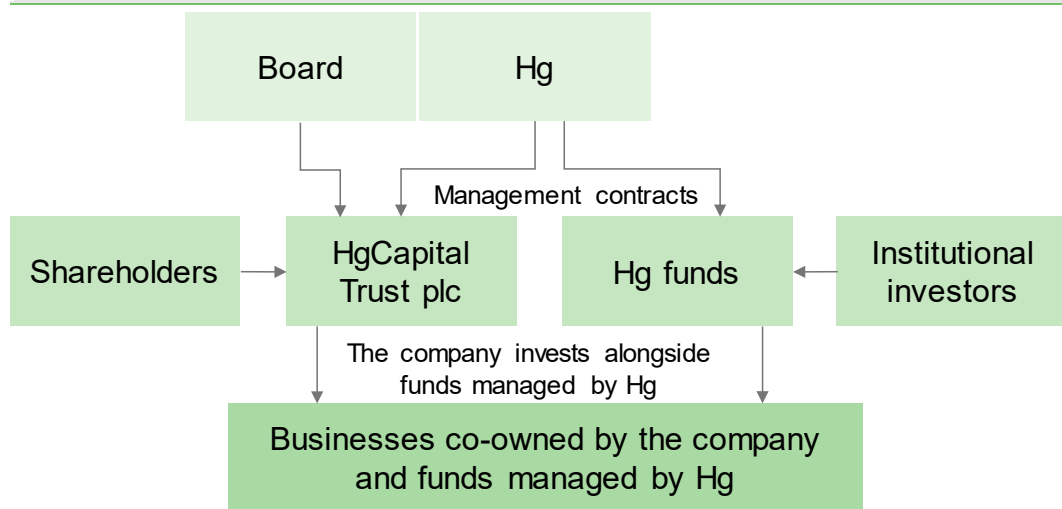 Board
Hg
Management contracts
Shareholders
HgCapital
Trust plc
Hg funds
Institutional
investors
The company invests alongside
funds managed by Hg
Businesses co-owned by the company
and funds managed by Hg